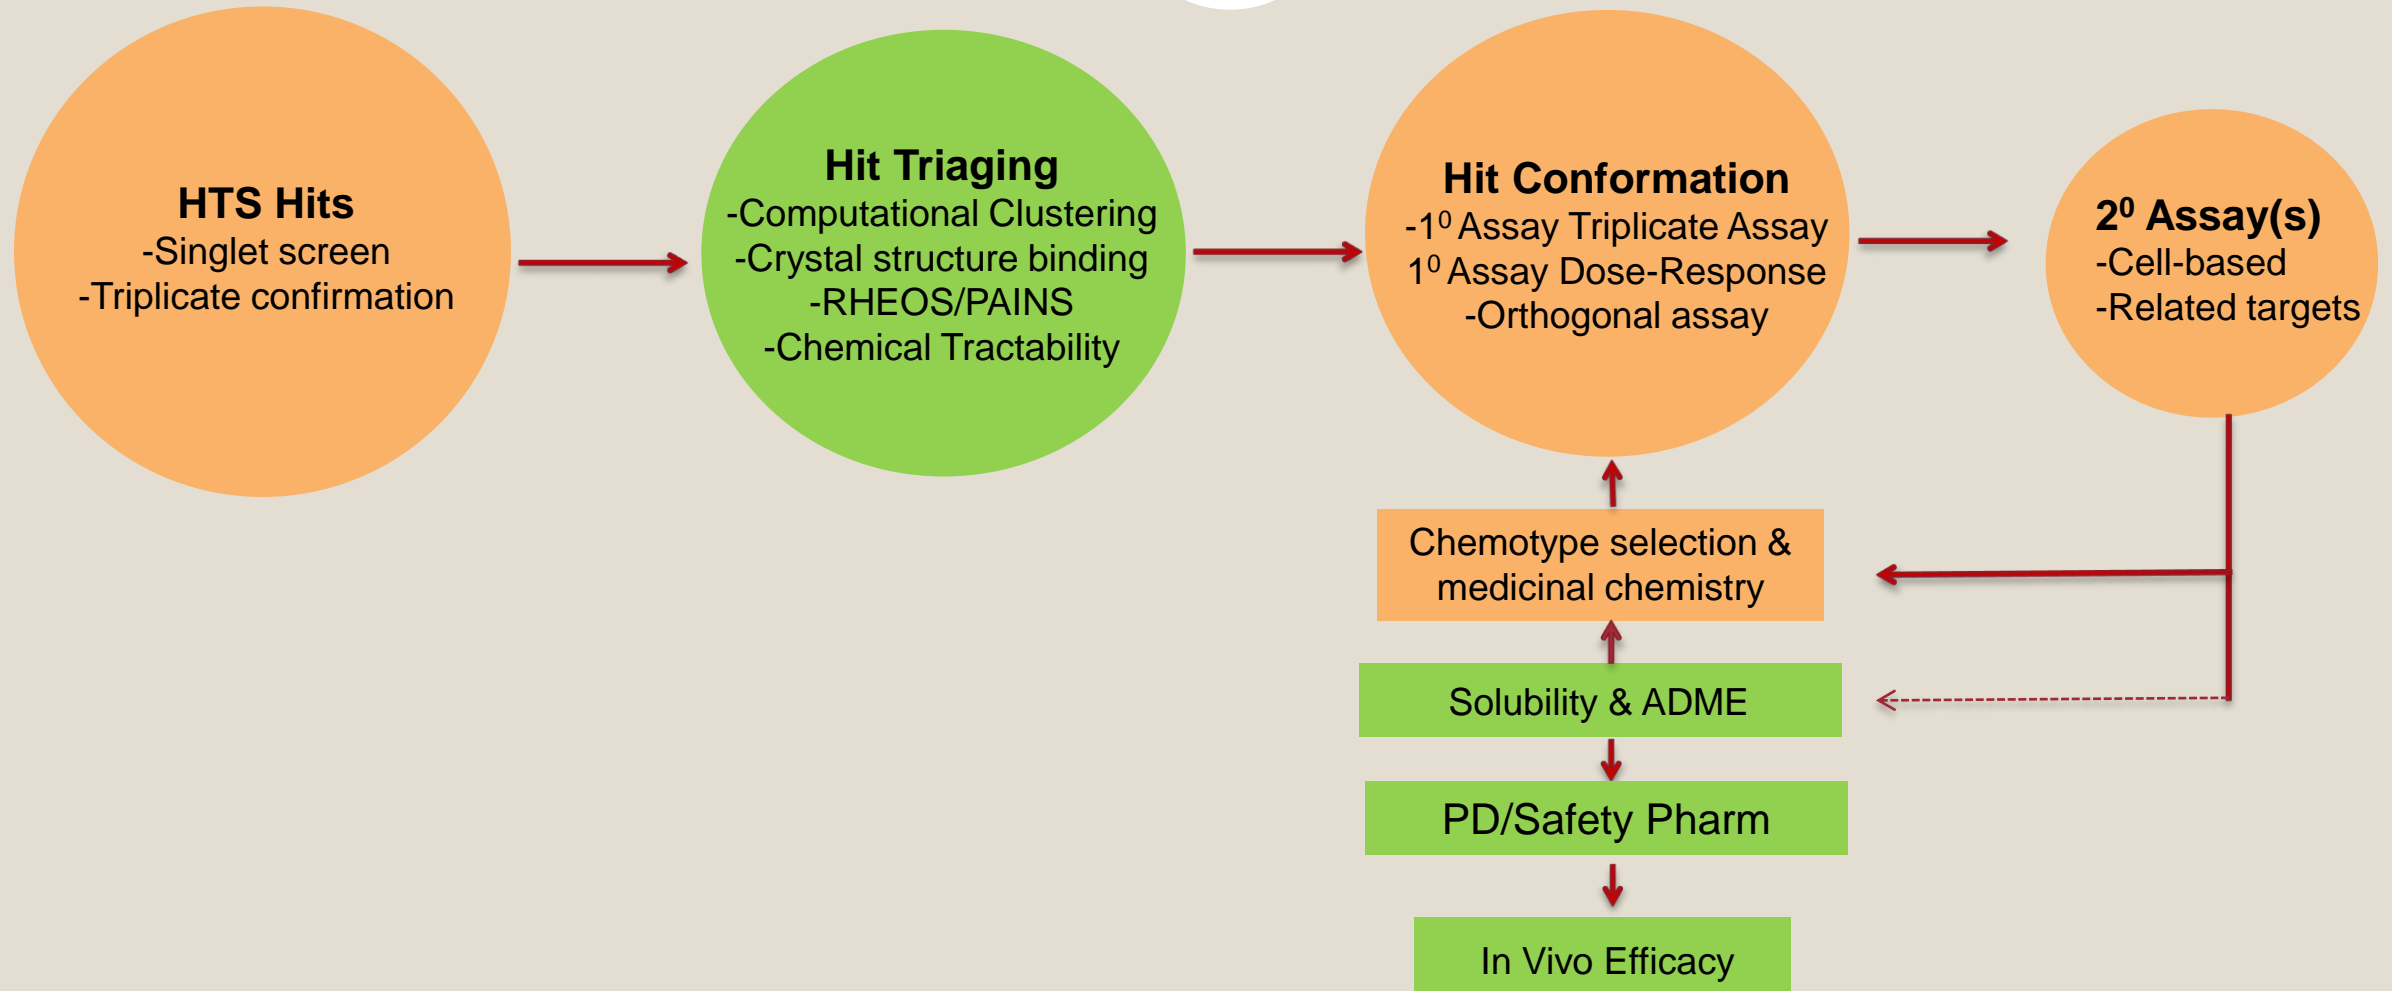 HTS Hits
-Singlet screen
-Triplicate confirmation
Hit Triaging
-Computational Clustering
-Crystal structure binding
-RHEOS/PAINS
-Chemical Tractability
Hit Conformation
-1⁰ Assay Triplicate Assay
1⁰ Assay Dose-Response
-Orthogonal assay
2⁰ Assay(s)
-Cell-based
-Related targets
Chemotype selection &
medicinal chemistry
Solubility & ADME
PD/Safety Pharm
In Vivo Efficacy